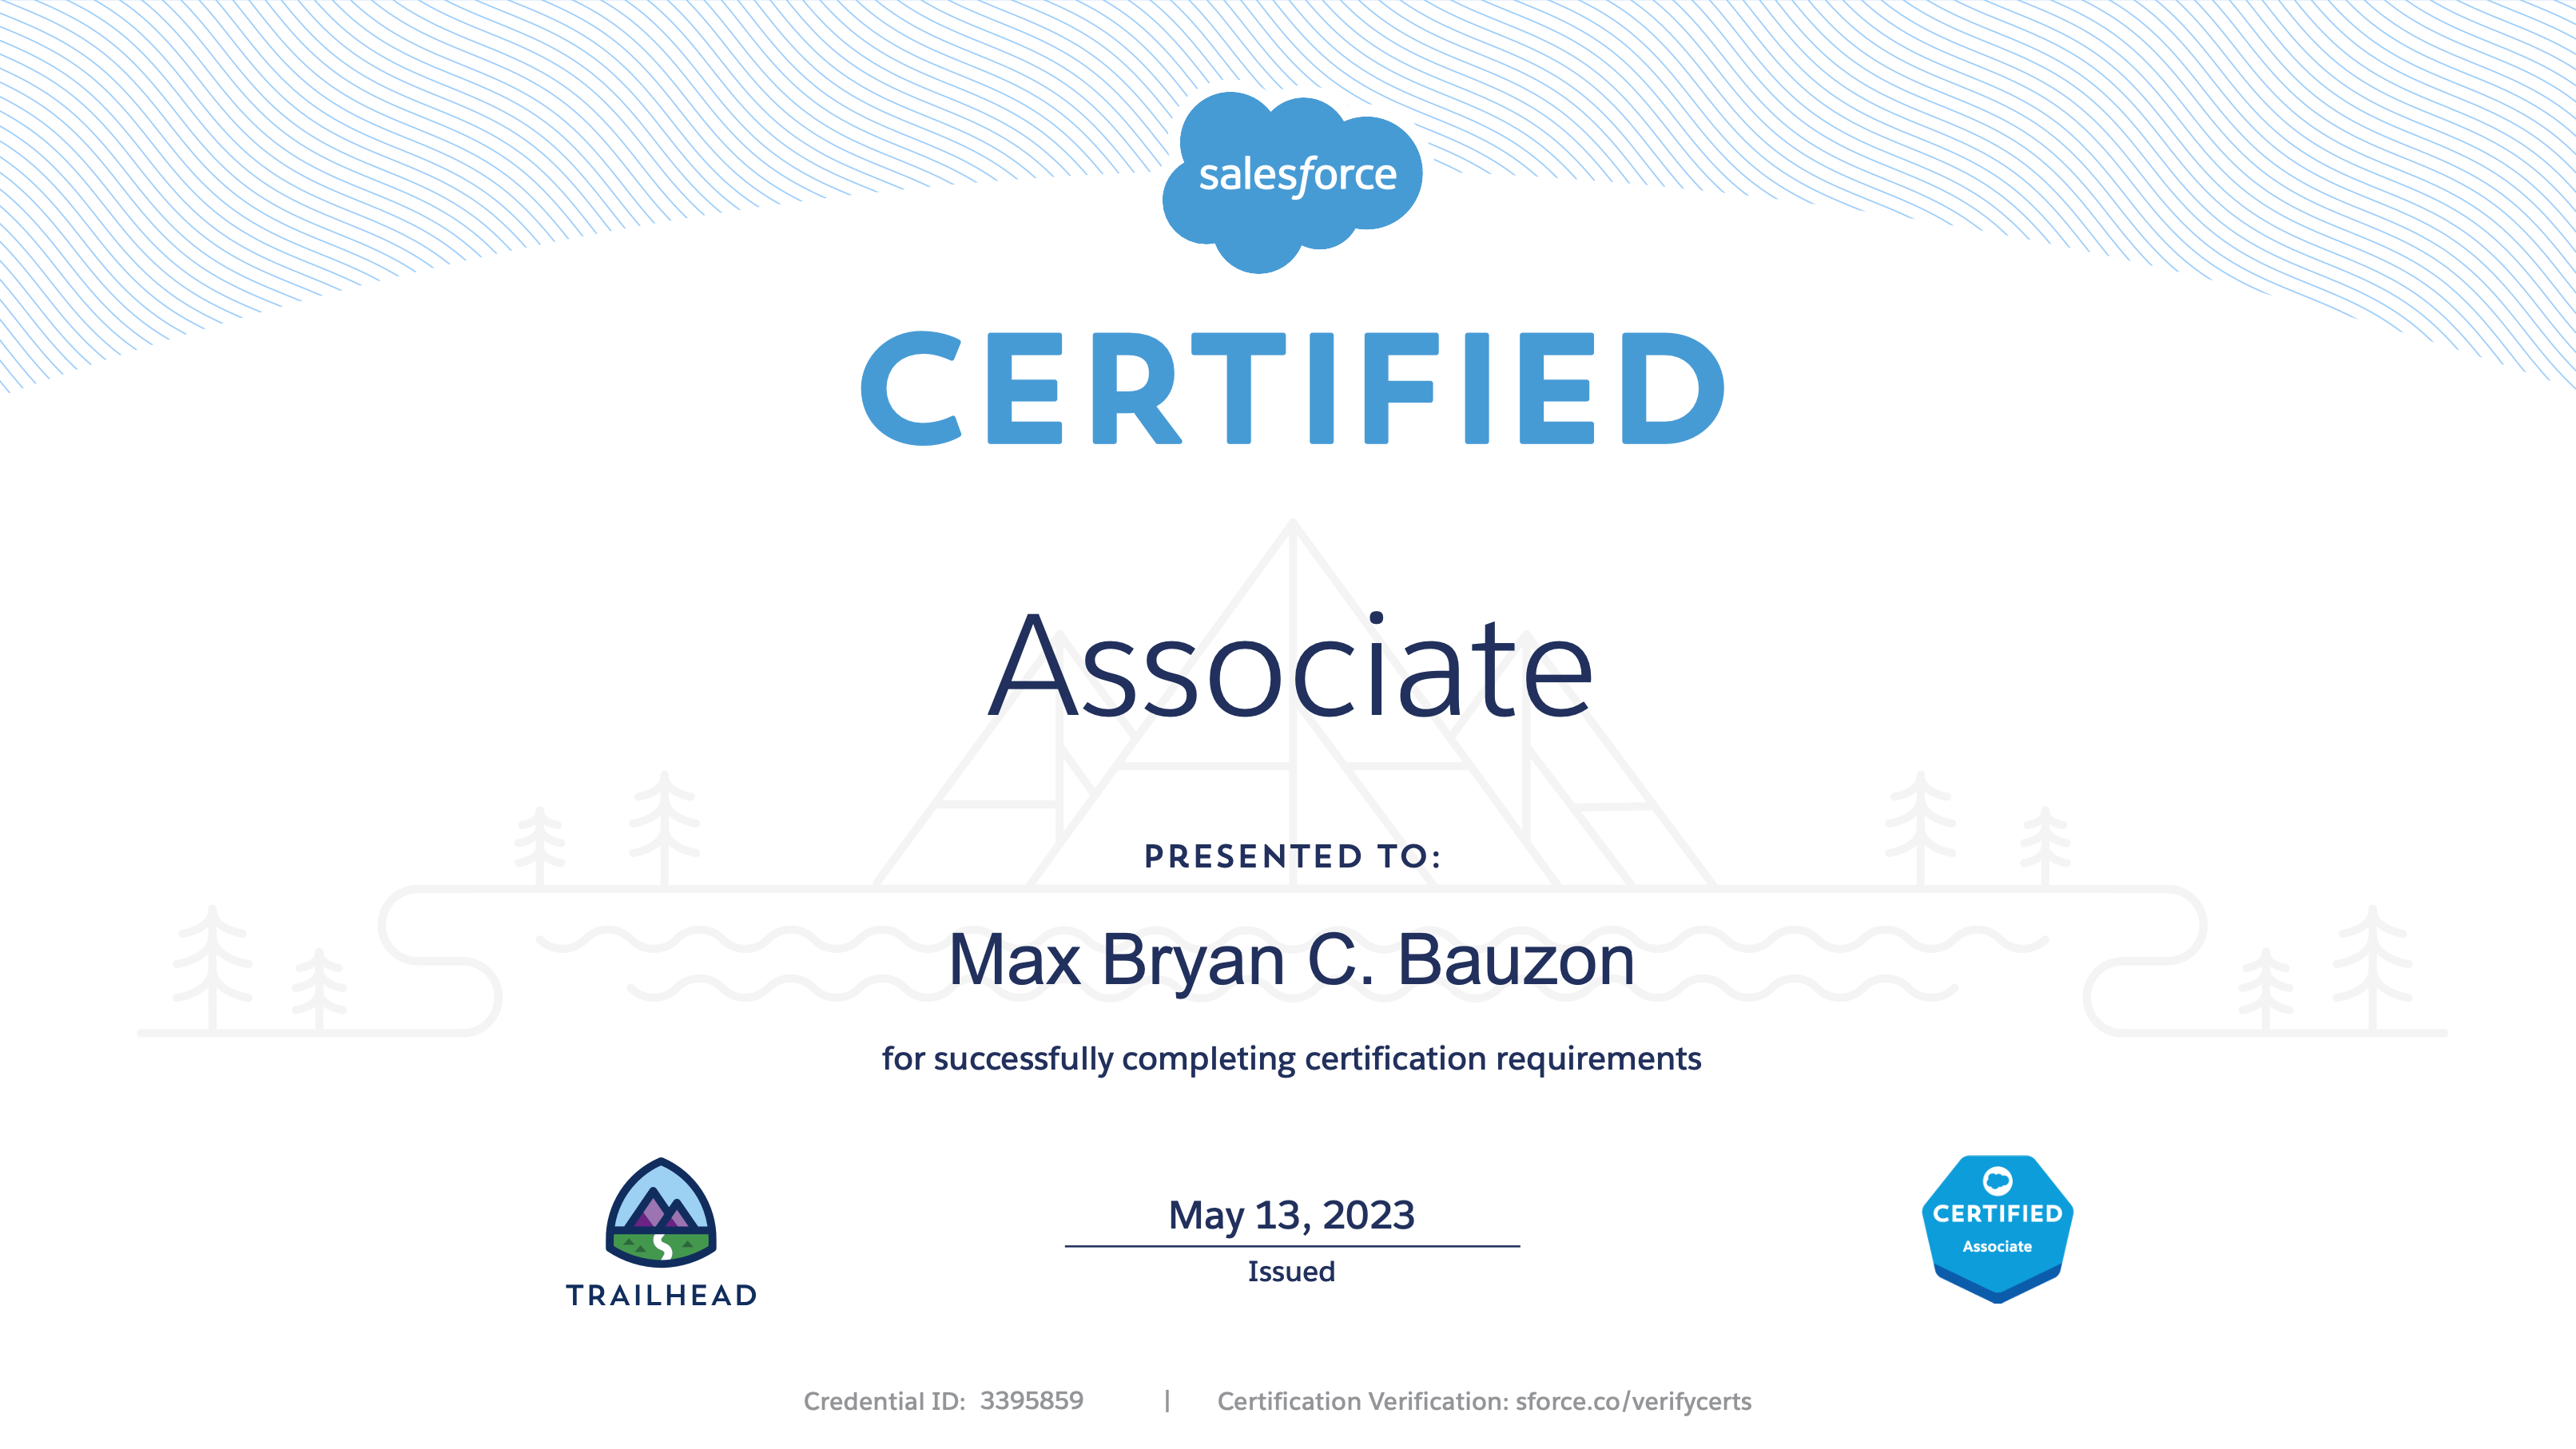 salesforce
CERTIFIED
Associate
PRESENTED TO:
Max Bryan C. Bauzon
for successfully completing certification requirements
TRAILHEAD
May 13, 2023
Issued
CERTIFIED
Associate
Credential ID: 3395859 | Certification Verification: sforce.co/verifycerts